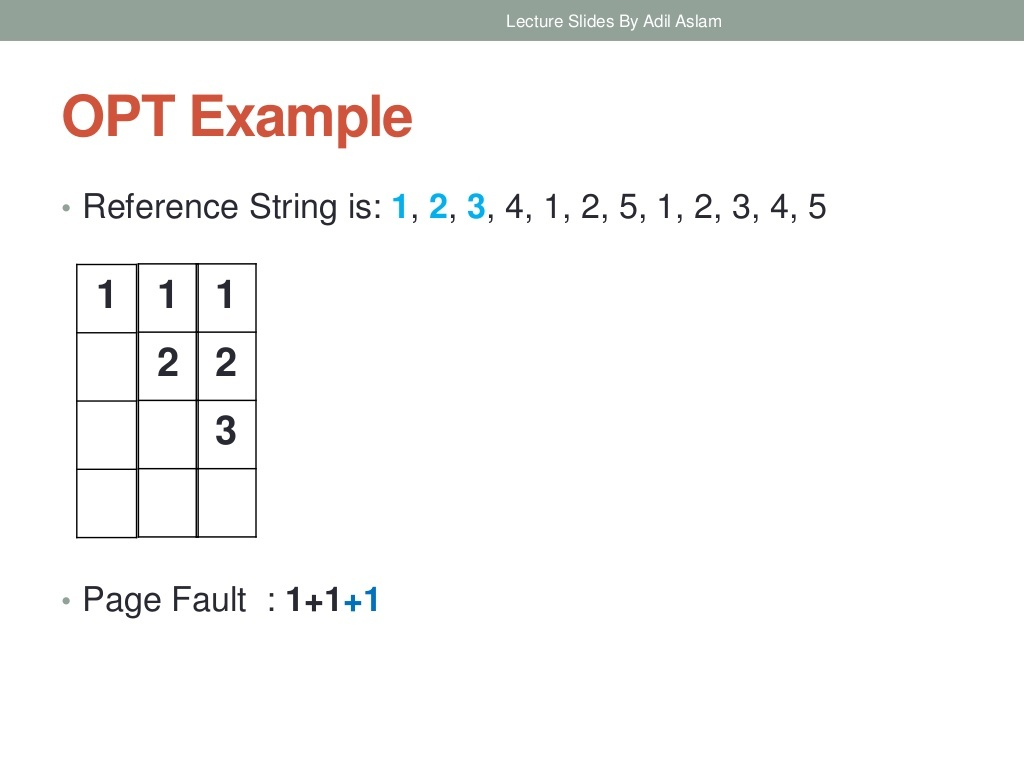 Lecture Slides By Adil Aslam
OPT Example
• Reference String is: 1, 2, 3, 4, 1, 2, 5, 1, 2, 3, 4, 5
1 1 1
2 2
3
• Page Fault : 1+1+1